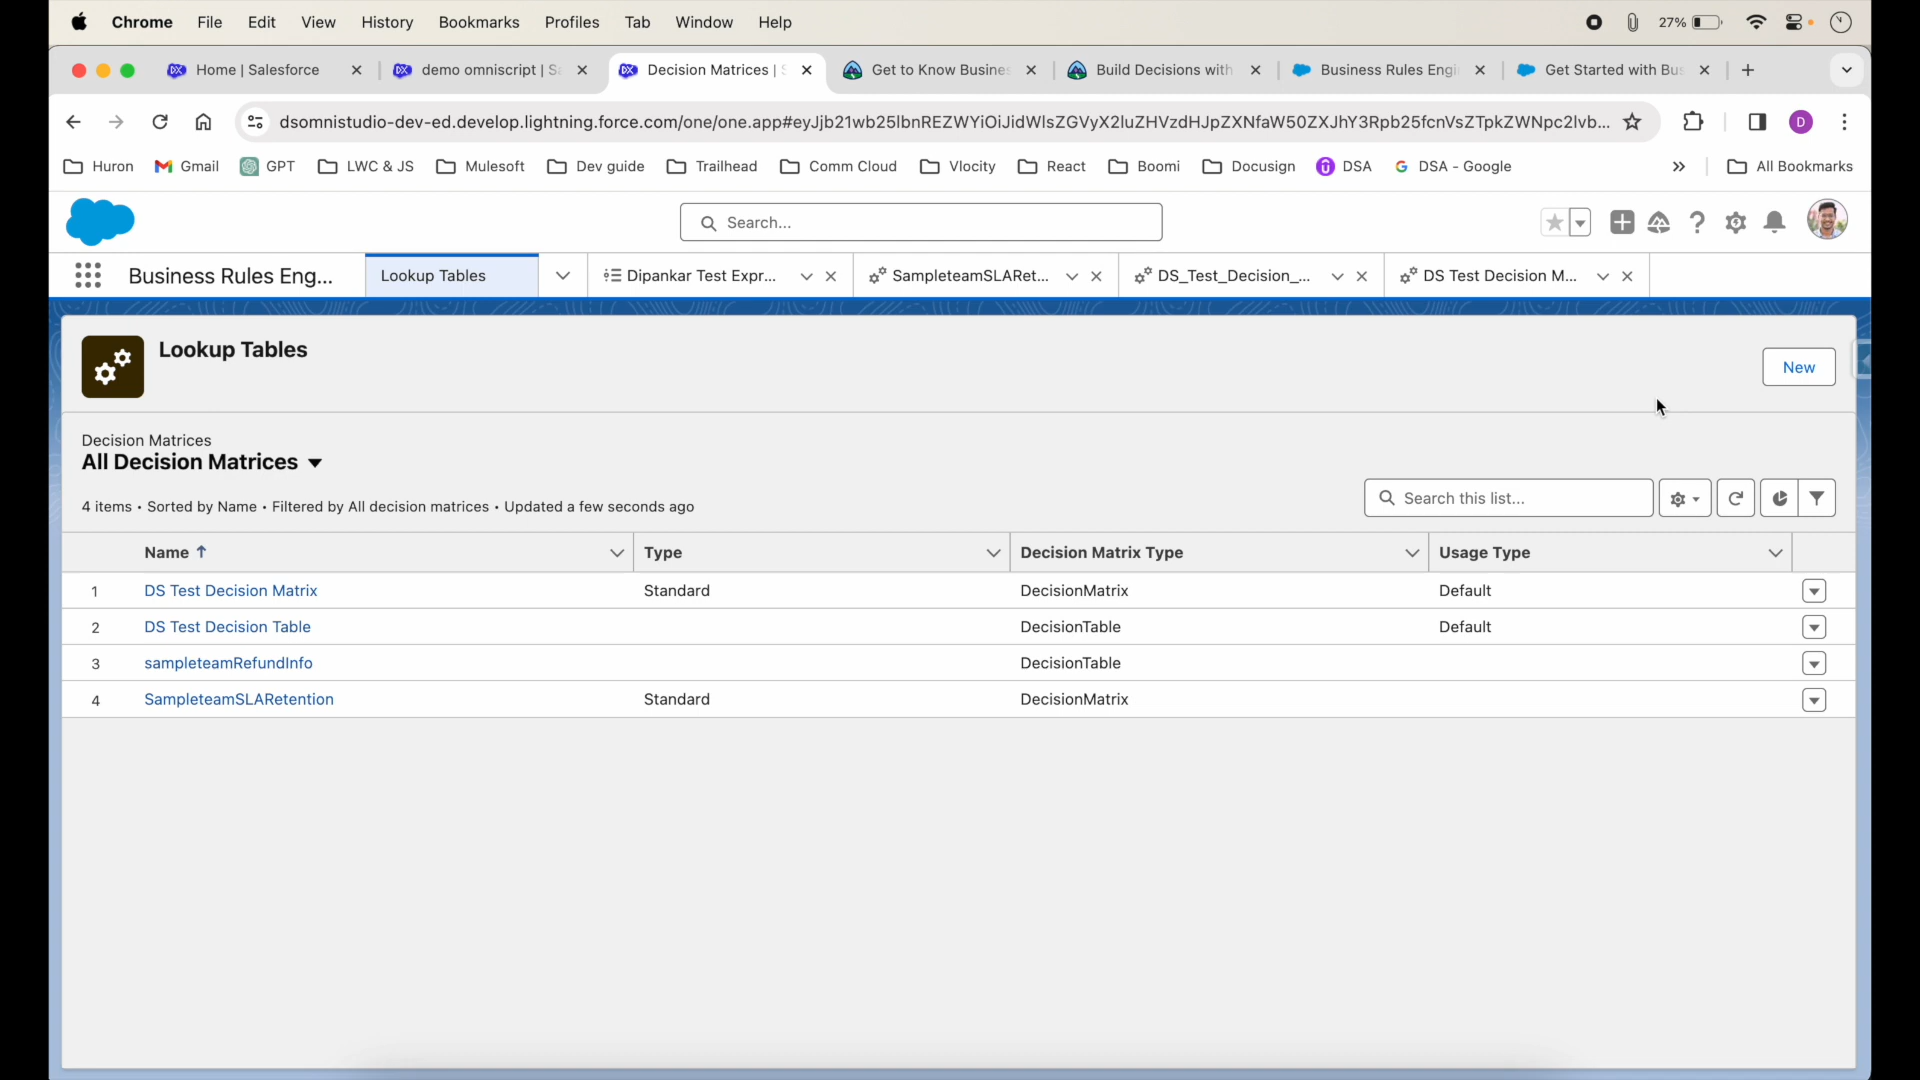 Chrome File Edit View History Bookmarks Profiles Tab Window Help 27%
Home | Salesforce demo omniscript | Sa Decision Matrices | S Get to Know Busine Build Decisions with Business Rules Engi Get Started with Bus
dsomnistudio-dev-ed.develop.lightning.force.com/one/one.app#eyJjb21wb25lbnREZWYiOiJidWlsZGVyX2luZHVzdHJpZXNfaW50ZXJhY3Rpb25fcnVsZTpkZWNpc2lvb...
Huron Gmail GPT LWC & JS Mulesoft Dev guide Trailhead Comm Cloud Vlocity React Boomi Docusign DSA DSA - Google » All Bookmarks
Search...
Business Rules Eng... Lookup Tables Dipankar Test Expr... SampleteamSLARet... DS_Test_Decision_... DS Test Decision M...
Lookup Tables
New
Decision Matrices
All Decision Matrices
4 items • Sorted by Name • Filtered by All decision matrices • Updated a few seconds ago
Search this list...
Name Type Decision Matrix Type Usage Type
1 DS Test Decision Matrix Standard DecisionMatrix Default
2 DS Test Decision Table DecisionTable Default
3 sampleteamRefundInfo DecisionTable
4 SampleteamSLARetention Standard DecisionMatrix